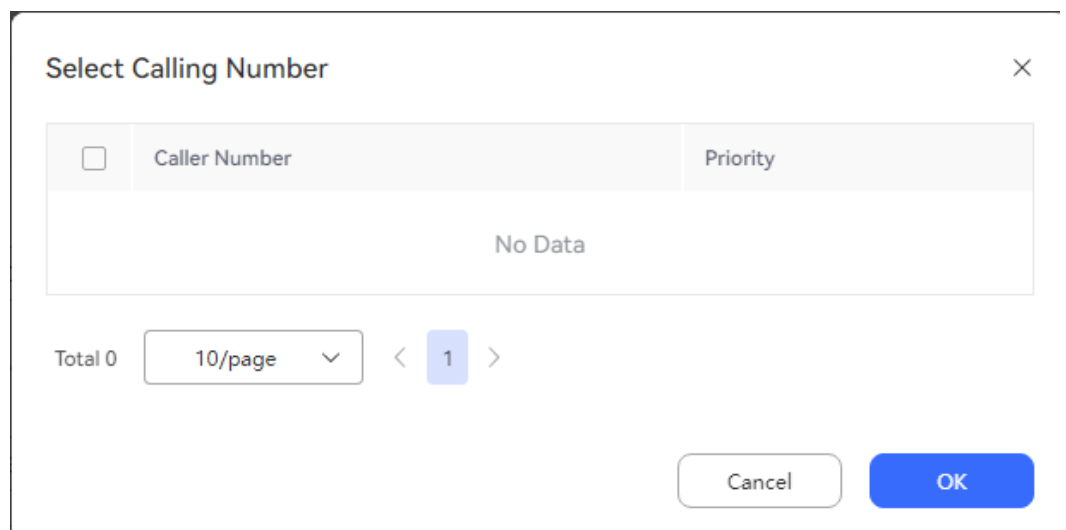 Select Calling Number
Caller Number Priority
No Data
Total 0 10/page 1
Cancel OK